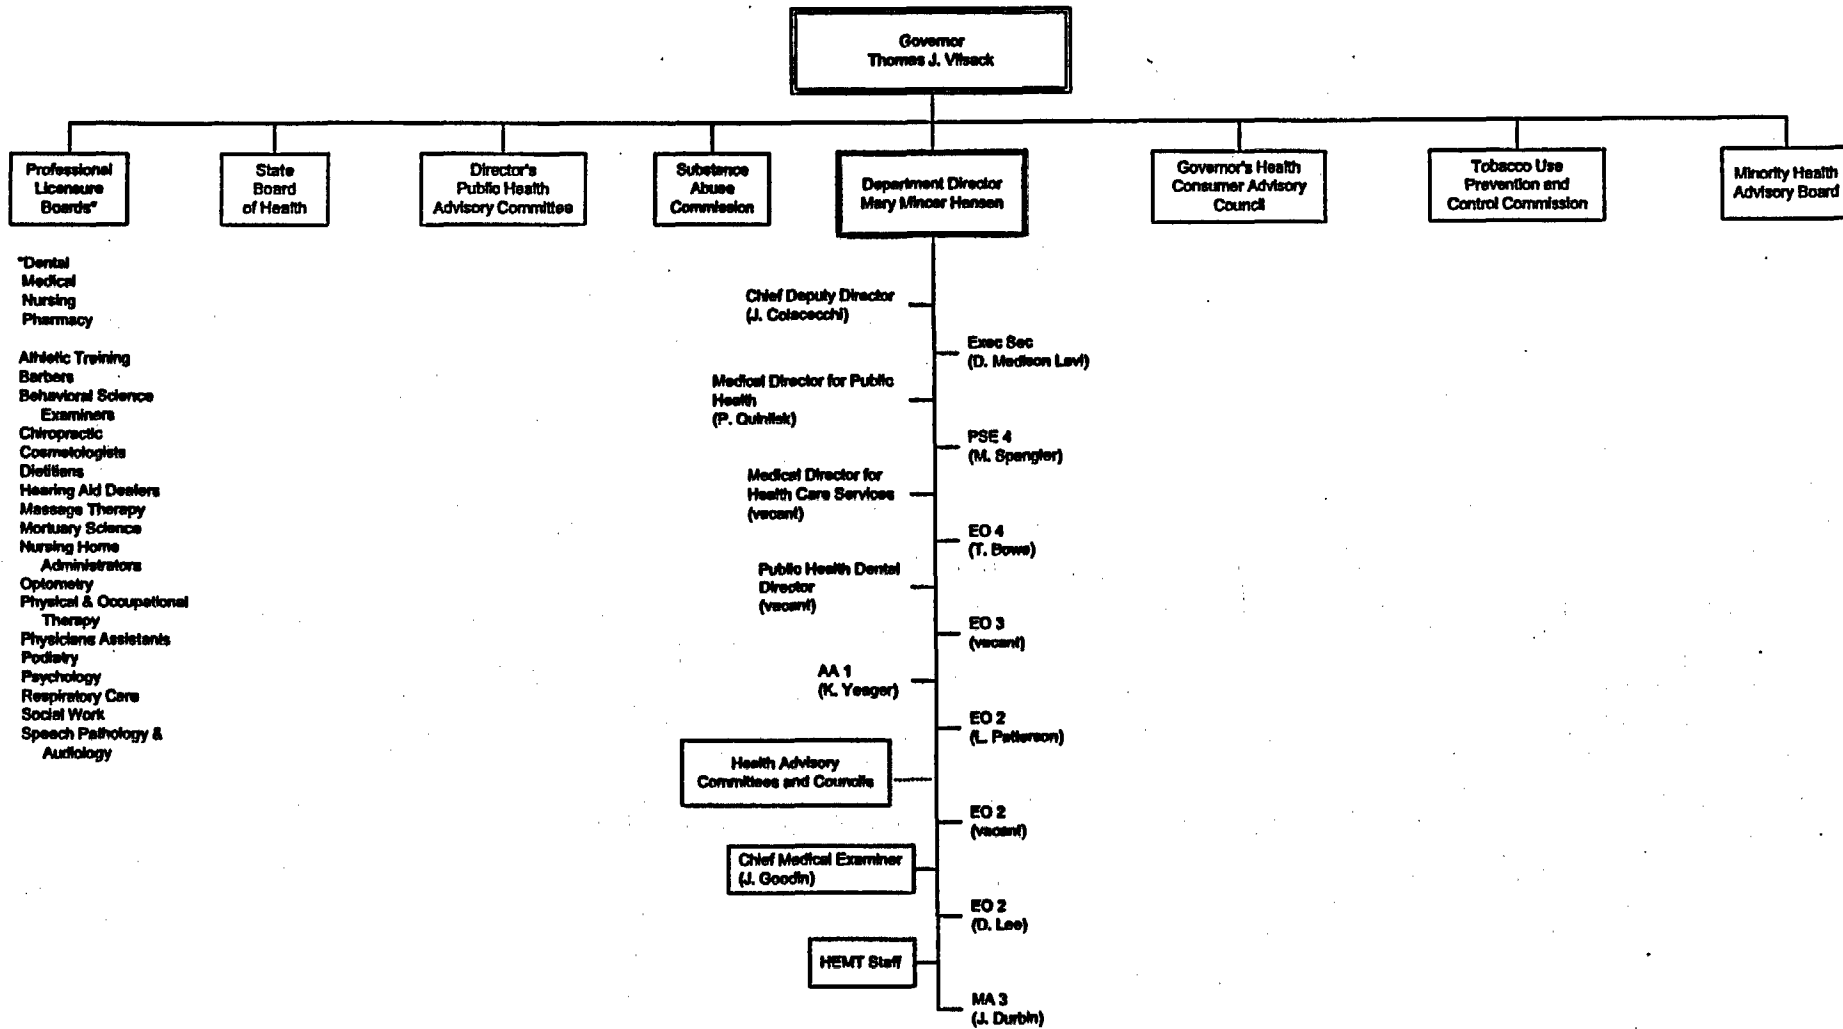 Governor
Thomas J. Vilsack
Professional
Licensure
Boards*
State
Board
of Health
Director's
Public Health
Advisory Committee
Substance
Abuse
Commission
Department Director
Mary Mincer Hansen
Governor's Health
Consumer Advisory
Council
Tobacco Use
Prevention and
Control Commission
Minority Health
Advisory Board
*Dental
Medical
Nursing
Pharmacy
Athletic Training
Barbers
Behavioral Science
Examiners
Chiropractic
Cosmetologists
Dietitians
Hearing Aid Dealers
Massage Therapy
Mortuary Science
Nursing Home
Administrators
Optometry
Physical & Occupational
Therapy
Physicians Assistants
Podiatry
Psychology
Respiratory Care
Social Work
Speech Pathology &
Audiology
Chief Deputy Director
(J. Colacecchi)
Exec Sec
(D. Madison Levi)
Medical Director for Public
Health
(P. Quinlisk)
PSE 4
(M. Spangler)
Medical Director for
Health Care Services
(vacant)
EO 4
(T. Bowe)
Public Health Dental
Director
(vacant)
EO 3
(vacant)
AA 1
(K. Yeager)
EO 2
(L. Patterson)
Health Advisory
Committees and Councils
EO 2
(vacant)
Chief Medical Examiner
(J. Goodin)
EO 2
(D. Lee)
HEMT Staff
MA 3
(J. Durbin)